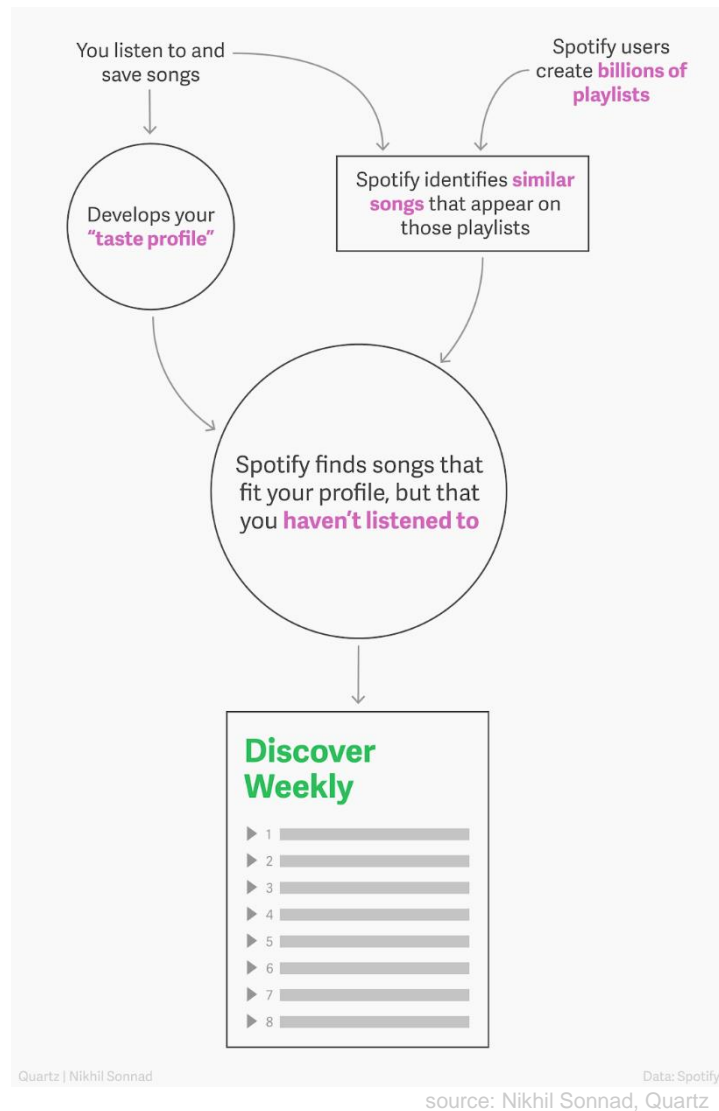 You listen to and
save songs
Spotify users
create billions of
playlists
Develops your
“taste profile”
Spotify identifies similar
songs that appear on
those playlists
Spotify finds songs that
fit your profile, but that
you haven’t listened to
Discover
Weekly
1
2
3
4
5
6
7
8
Quartz | Nikhil Sonnad
Data: Spotify
source: Nikhil Sonnad, Quartz